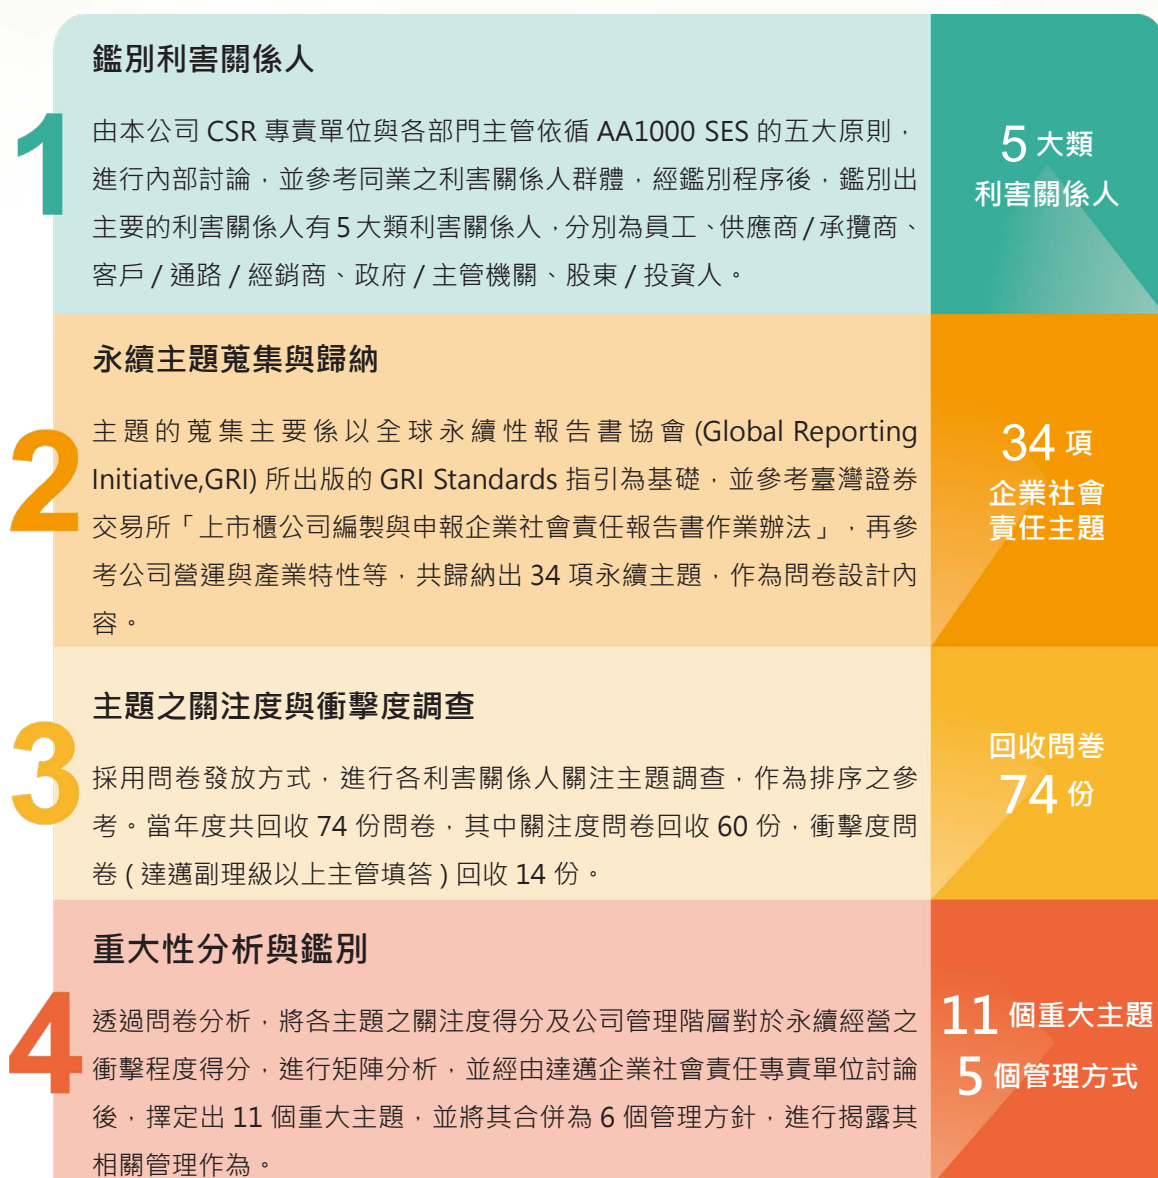 1
鑑別利害關係人
由本公司 CSR 專責單位與各部門主管依循 AA1000 SES 的五大原則，
進行內部討論，並參考同業之利害關係人群體，經鑑別程序後，鑑別出
主要的利害關係人有 5 大類利害關係人，分別為員工、供應商 / 承攬商、
客戶 / 通路 / 經銷商、政府 / 主管機關、股東 / 投資人。
5 大類
利害關係人
2
永續主題蒐集與歸納
主題的蒐集主要係以全球永續性報告書協會 (Global Reporting
Initiative,GRI) 所出版的 GRI Standards 指引為基礎，並參考臺灣證券
交易所「上市櫃公司編製與申報企業社會責任報告書作業辦法」，再參
考公司營運與產業特性等，共歸納出 34 項永續主題，作為問卷設計內
容。
34 項
企業社會
責任主題
3
主題之關注度與衝擊度調查
採用問卷發放方式，進行各利害關係人關注主題調查，作為排序之參
考。當年度共回收 74 份問卷，其中關注度問卷回收 60 份，衝擊度問
卷 ( 達邁副理級以上主管填答 ) 回收 14 份。
回收問卷
74 份
4
重大性分析與鑑別
透過問卷分析，將各主題之關注度得分及公司管理階層對於永續經營之
衝擊程度得分，進行矩陣分析，並經由達邁企業社會責任專責單位討論
後，擇定出 11 個重大主題，並將其合併為 6 個管理方針，進行揭露其
相關管理作為。
11 個重大主題
5 個管理方式